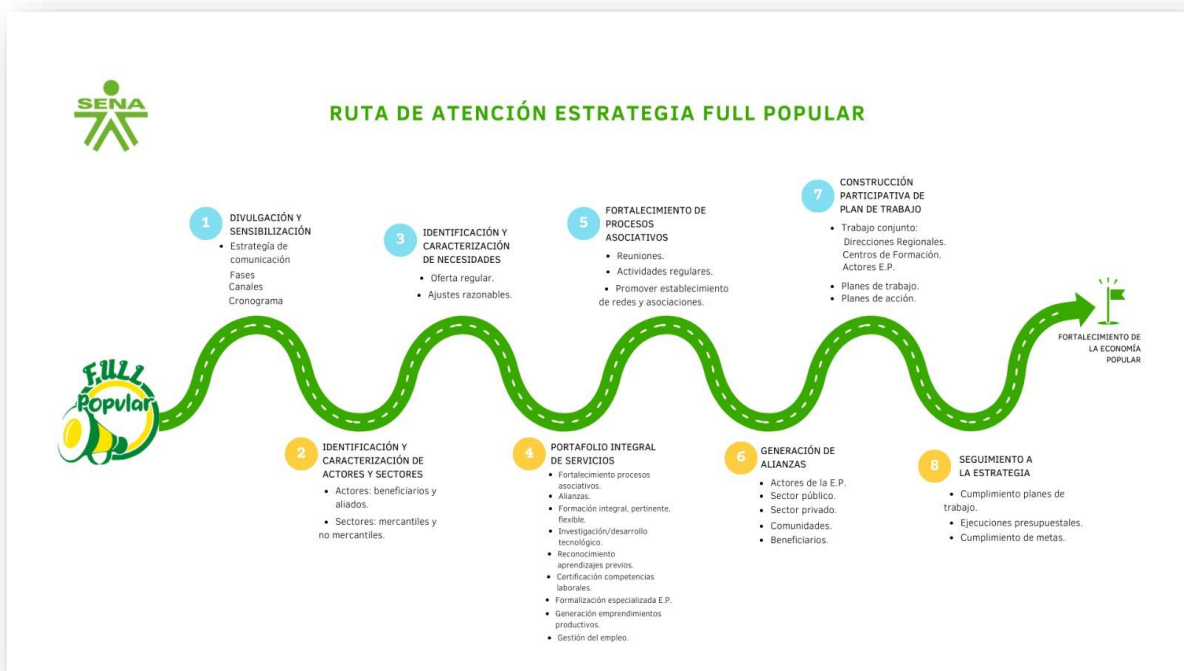 SENA
RUTA DE ATENCIÓN ESTRATEGIA FULL POPULAR
FULL
Popular
1
DIVULGACIÓN Y
SENSIBILIZACIÓN
• Estrategía de
comunicación
Fases
Canales
Cronograma
2
IDENTIFICACIÓN Y
CARACTERIZACIÓN DE
ACTORES Y SECTORES
• Actores: beneficiarios y
aliados.
• Sectores: mercantiles y
no mercantiles.
3
IDENTIFICACIÓN Y
CARACTERIZACIÓN
DE NECESIDADES
• Oferta regular.
• Ajustes razonables.
4
PORTAFOLIO INTEGRAL
DE SERVICIOS
• Fortalecimiento procesos
asociativos.
• Alianzas.
• Formación integral, pertinente,
flexible.
• Investigación/desarrollo
tecnológico.
• Reconocimiento
aprendizajes previos.
• Certificación competencias
laborales.
• Formalización especializada E.P.
• Generación emprendimientos
productivos.
• Gestión del empleo.
5
FORTALECIMIENTO DE
PROCESOS
ASOCIATIVOS
• Reuniones.
• Actividades regulares.
• Promover establecimiento
de redes y asociaciones.
6
GENERACIÓN DE
ALIANZAS
• Actores de la E.P.
• Sector público.
• Sector privado.
• Comunidades.
• Beneficiarios.
7
CONSTRUCCIÓN
PARTICIPATIVA DE
PLAN DE TRABAJO
• Trabajo conjunto:
Direcciones Regionales.
Centros de Formación.
Actores E.P.
• Planes de trabajo.
• Planes de acción.
8
SEGUIMIENTO A
LA ESTRATEGIA
• Cumplimiento planes de
trabajo.
• Ejecuciones presupuestales.
• Cumplimiento de metas.
FORTALECIMIENTO DE
LA ECONOMÍA
POPULAR